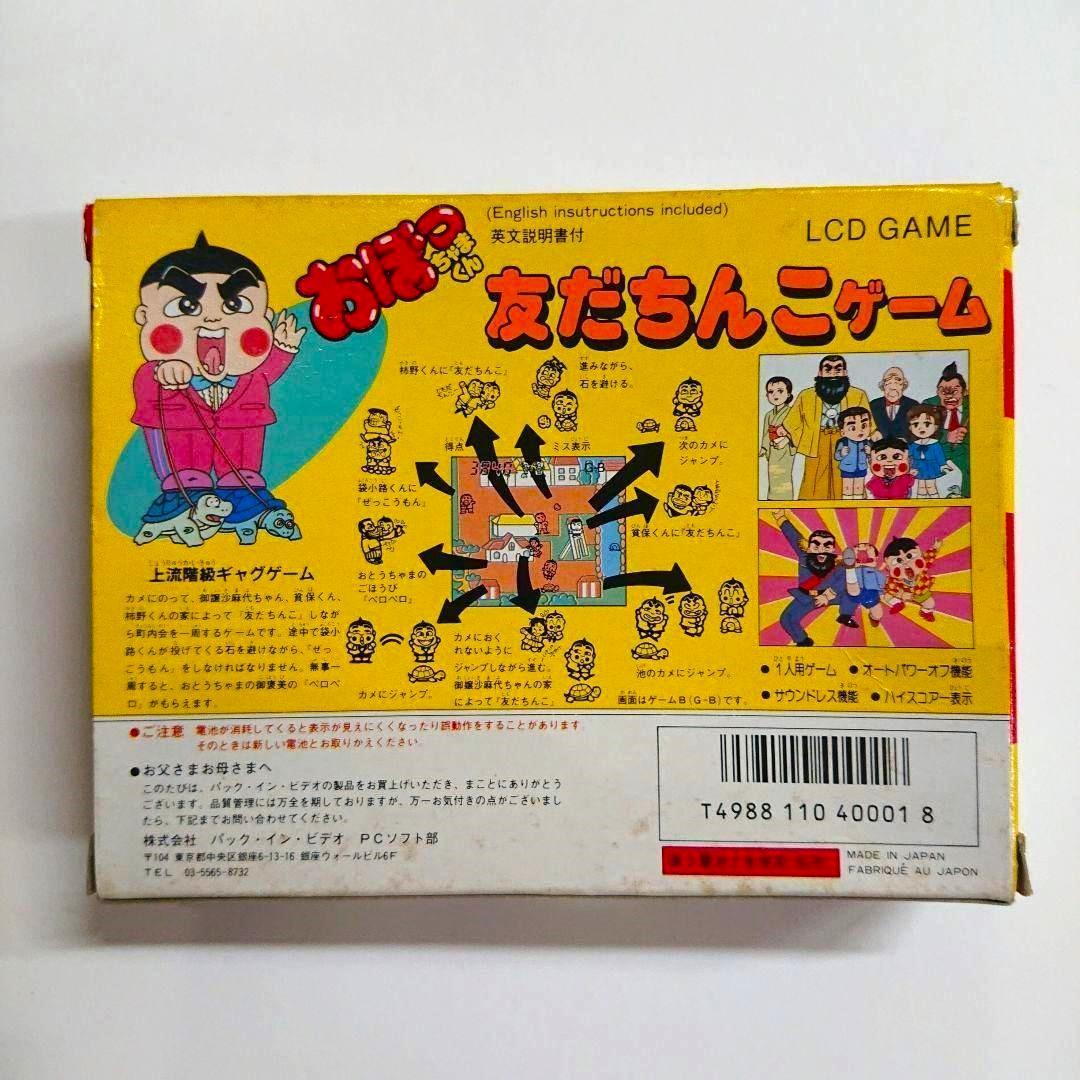 (English insutructions included)
英文説明書付
LCD GAME
おぼっちゃまくん
友だちんこゲーム
柿野くんに「友だちんこ」
進みながら、
石を避ける。
得点
ミス表示
次のカメに
ジャンプ。
袋小路くんに
「ぜっこうもん」
貧保くんに「友だちんこ」
おとうちゃまの
ごほうび
「ペロペロ」
カメにジャンプ。
カメにおく
れないように
ジャンプしながら進む。
御嬢沙麻代ちゃんの家
によって「友だちんこ」
池のカメにジャンプ。
画面はゲームB(G-B)です。
上流階級ギャグゲーム
カメにのって、御嬢沙麻代ちゃん、貧保くん、
柿野くんの家によって「友だちんこ」しなが
ら町内会を一周するゲームです。途中で袋小
路くんが投げてくる石を避けながら、「ぜっ
こうもん」をしなければなりません。無事一
周すると、おとうちゃまの御褒美の「ペロペ
ロ」がもらえます。
●1人用ゲーム ●オートパワーオフ機能
●サウンドレス機能 ●ハイスコアー表示
●ご注意 電池が消耗してくると表示が見えにくくなったり誤動作をすることがあります。
そのときは新しい電池とお取りかえください。
●お父さまお母さまへ
このたびは、パック・イン・ビデオの製品をお買上げいただき、まことにありがとう
ございます。品質管理には万全を期しておりますが、万一お気付きの点がございまし
たら、下記までお問い合わせください。
株式会社 パック・イン・ビデオ PCソフト部
〒104 東京都中央区銀座6-13-16 銀座ウォールビル6F
TEL 03-5565-8732
T4988 110 40001 8
MADE IN JAPAN
FABRIQUÉ AU JAPON